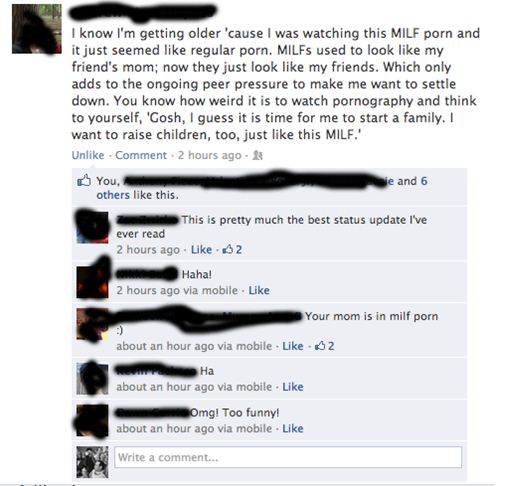 I know I'm getting older 'cause I was watching this MILF porn and
it just seemed like regular porn. MILFs used to look like my
friend's mom; now they just look like my friends. Which only
adds to the ongoing peer pressure to make me want to settle
down. You know how weird it is to watch pornography and think
to yourself, 'Gosh, I guess it is time for me to start a family. I
want to raise children, too, just like this MILF.'
Unlike · Comment · 2 hours ago ·
You, ie and 6
others like this.
This is pretty much the best status update I've
ever read
2 hours ago · Like · 2
Haha!
2 hours ago via mobile · Like
Your mom is in milf porn
:)
about an hour ago via mobile · Like · 2
Ha
about an hour ago via mobile · Like
Omg! Too funny!
about an hour ago via mobile · Like
Write a comment...